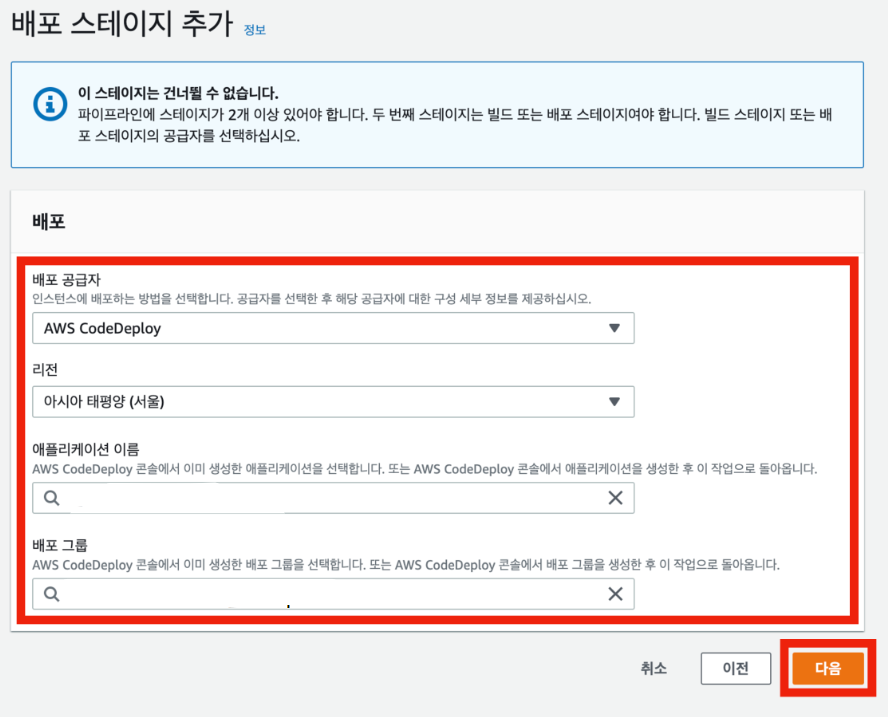 배포 스테이지 추가 정보
이 스테이지는 건너뛸 수 없습니다.
파이프라인에 스테이지가 2개 이상 있어야 합니다. 두 번째 스테이지는 빌드 또는 배포 스테이지여야 합니다. 빌드 스테이지 또는 배
포 스테이지의 공급자를 선택하십시오.
배포
배포 공급자
인스턴스에 배포하는 방법을 선택합니다. 공급자를 선택한 후 해당 공급자에 대한 구성 세부 정보를 제공하십시오.
AWS CodeDeploy
리전
아시아 태평양 (서울)
애플리케이션 이름
AWS CodeDeploy 콘솔에서 이미 생성한 애플리케이션을 선택합니다. 또는 AWS CodeDeploy 콘솔에서 애플리케이션을 생성한 후 이 작업으로 돌아옵니다.
배포 그룹
AWS CodeDeploy 콘솔에서 이미 생성한 배포 그룹을 선택합니다. 또는 AWS CodeDeploy 콘솔에서 배포 그룹을 생성한 후 이 작업으로 돌아옵니다.
취소 이전 다음